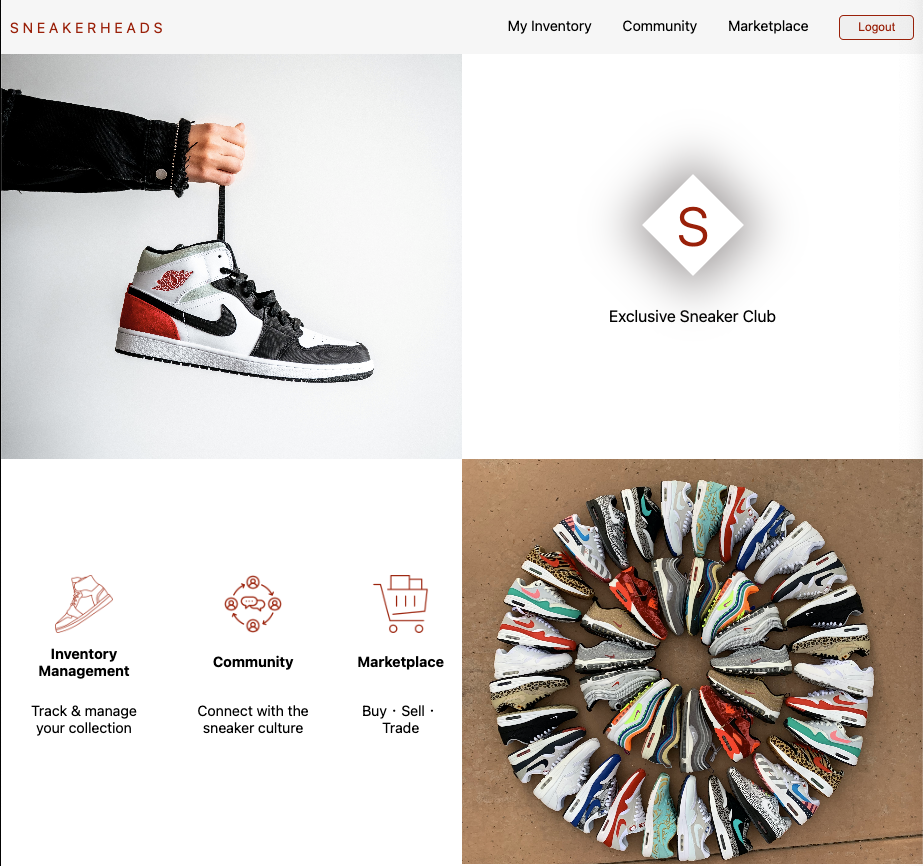 SNEAKERHEADS
My Inventory
Community
Marketplace
Logout
S
Exclusive Sneaker Club
Inventory
Management
Track & manage
your collection
Community
Connect with the
sneaker culture
Marketplace
Buy · Sell ·
Trade